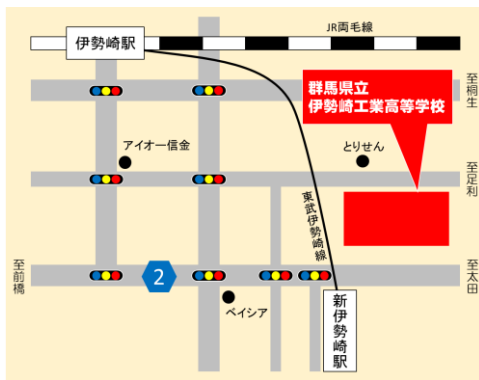 JR両毛線
伊勢崎駅
群馬県立
伊勢崎工業高等学校
至桐生
アイオー信金
とりせん
至足利
東武伊勢崎線
至前橋
2
至太田
ベイシア
新伊勢崎駅